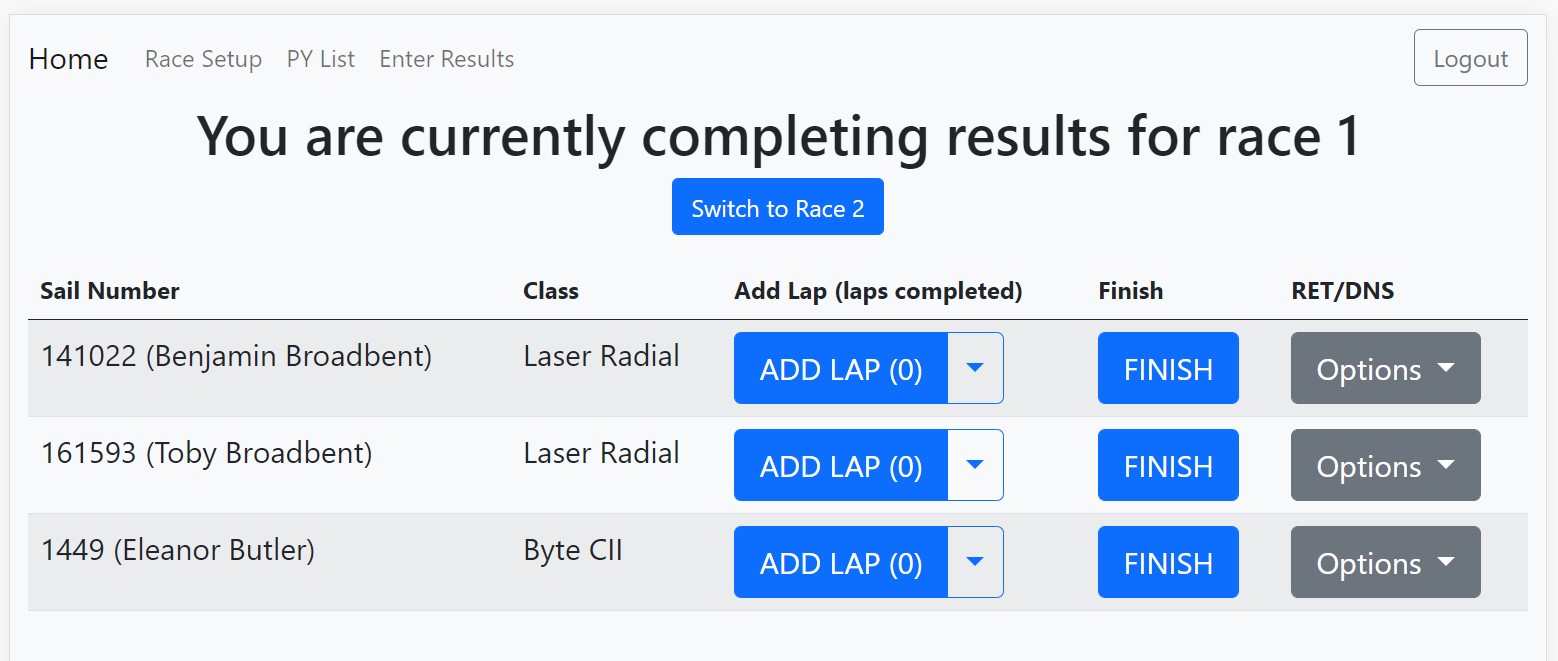 Home Race Setup PY List Enter Results Logout
You are currently completing results for race 1
Switch to Race 2
Sail Number Class Add Lap (laps completed) Finish RET/DNS
141022 (Benjamin Broadbent) Laser Radial ADD LAP (0) FINISH Options
161593 (Toby Broadbent) Laser Radial ADD LAP (0) FINISH Options
1449 (Eleanor Butler) Byte CII ADD LAP (0) FINISH Options